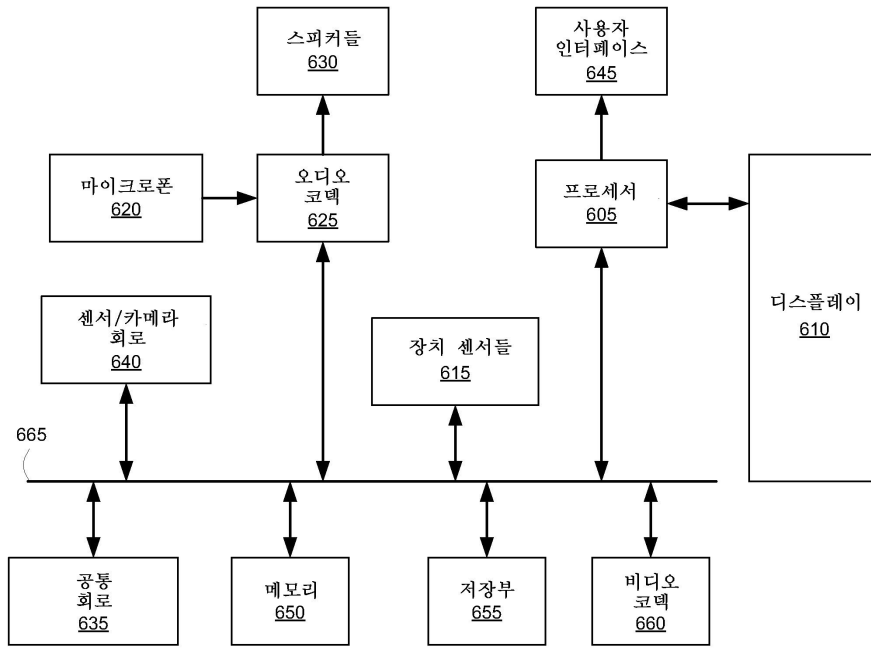 스피커들
630
사용자
인터페이스
645
마이크로폰
620
오디오
코덱
625
프로세서
605
디스플레이
610
센서/카메라
회로
640
장치 센서들
615
665
공통
회로
635
메모리
650
저장부
655
비디오
코덱
660